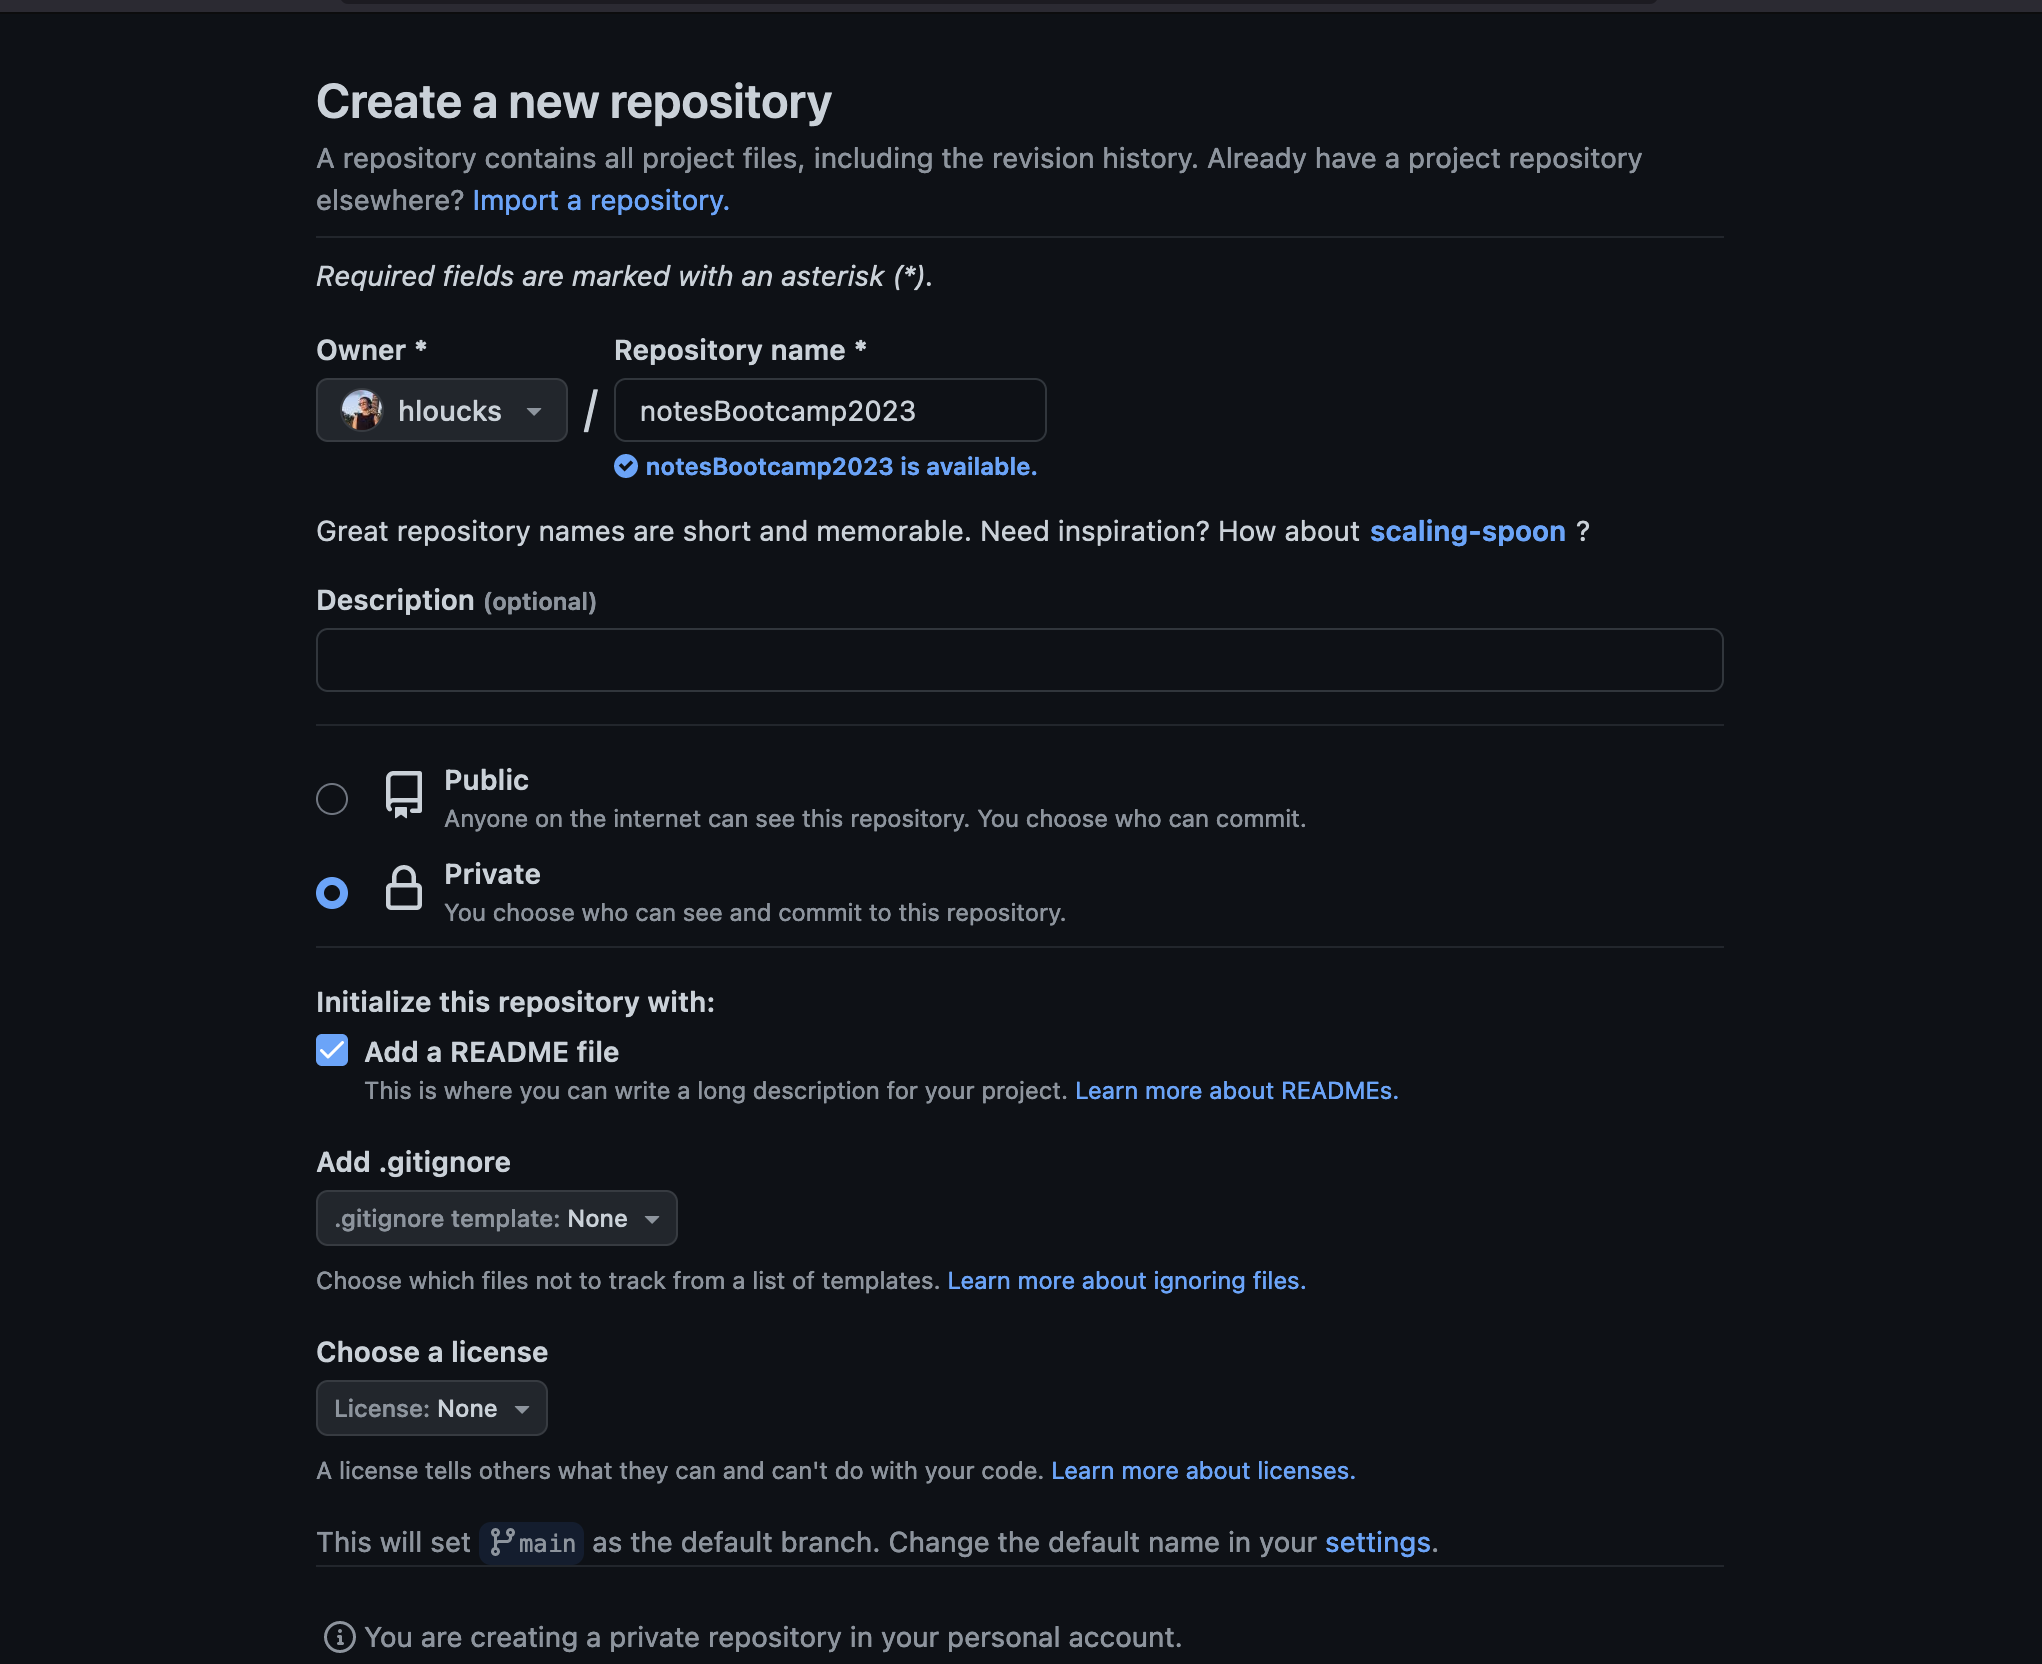 Create a new repository
A repository contains all project files, including the revision history. Already have a project repository
elsewhere? Import a repository.
Required fields are marked with an asterisk (*).
Owner * Repository name *
hloucks / notesBootcamp2023
notesBootcamp2023 is available.
Great repository names are short and memorable. Need inspiration? How about scaling-spoon ?
Description (optional)
Public
Anyone on the internet can see this repository. You choose who can commit.
Private
You choose who can see and commit to this repository.
Initialize this repository with:
Add a README file
This is where you can write a long description for your project. Learn more about READMEs.
Add .gitignore
.gitignore template: None
Choose which files not to track from a list of templates. Learn more about ignoring files.
Choose a license
License: None
A license tells others what they can and can't do with your code. Learn more about licenses.
This will set main as the default branch. Change the default name in your settings.
You are creating a private repository in your personal account.